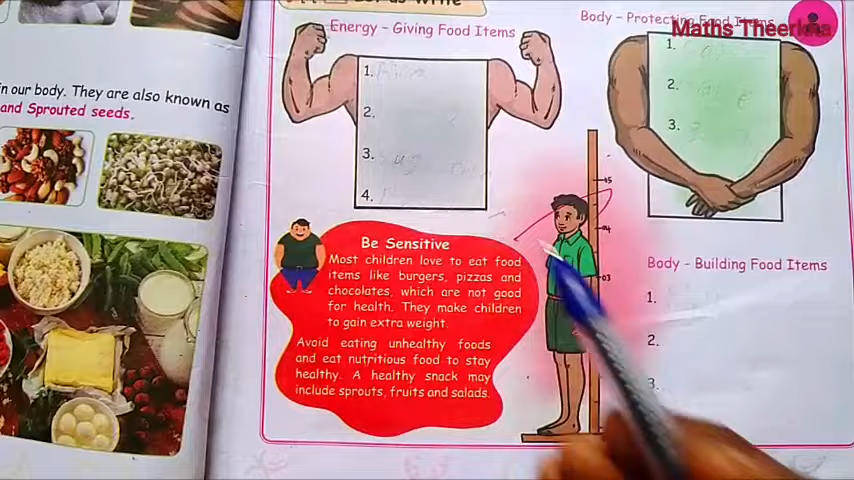 in our body. They are also known as
and Sprouted seeds.
Energy - Giving Food Items
1.
2.
3.
4.
Body - Protecting Food Items
Maths Theerkma
1.
2.
3.
45
04
03
Be Sensitive
Most children love to eat food
items like burgers, pizzas and
chocolates, which are not good
for health. They make children
to gain extra weight.
Avoid eating unhealthy foods
and eat nutritious food to stay
healthy. A healthy snack may
include sprouts, fruits and salads.
Body - Building Food Items
1.
2.
3.